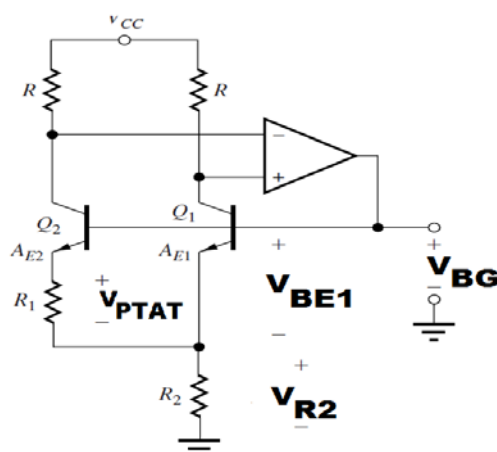 VCC
R
R
−
+
Q2
Q1
AE2
AE1
R1
+
VPTAT
−
+
VBE1
−
+
VBG
−
+
VR2
−
R2